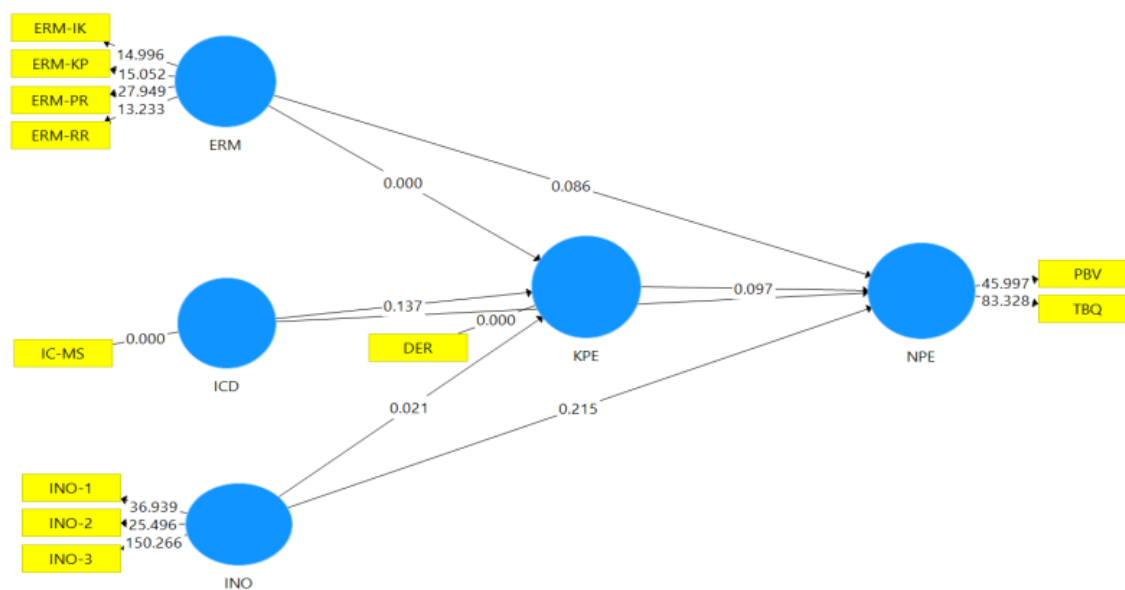 ERM-IK
ERM-KP
ERM-PR
ERM-RR
14.996
15.052
27.949
13.233
ERM
0.000
0.086
IC-MS
0.000
ICD
0.137
0.000
DER
KPE
0.097
NPE
45.997
83.328
PBV
TBQ
0.021
0.215
INO-1
INO-2
INO-3
36.939
25.496
150.266
INO